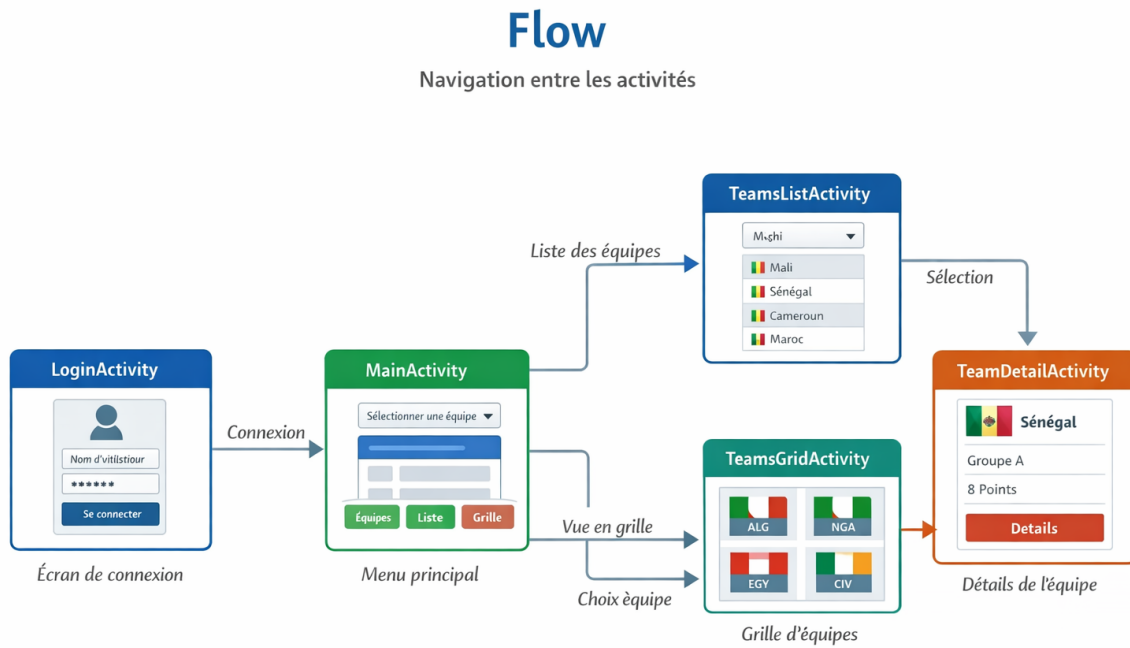 Flow
Navigation entre les activités
TeamsListActivity
Mali
Sénégal
Cameroun
Maroc
Liste des équipes
Sélection
LoginActivity
Nom d'vitilstiour
******
Se connecter
Écran de connexion
Connexion
MainActivity
Sélectionner une équipe
Équipes
Liste
Grille
Menu principal
Vue en grille
Choix èquipe
TeamsGridActivity
ALG
NGA
EGY
CIV
Grille d'équipes
TeamDetailActivity
Sénégal
Groupe A
8 Points
Details
Détails de l'équipe